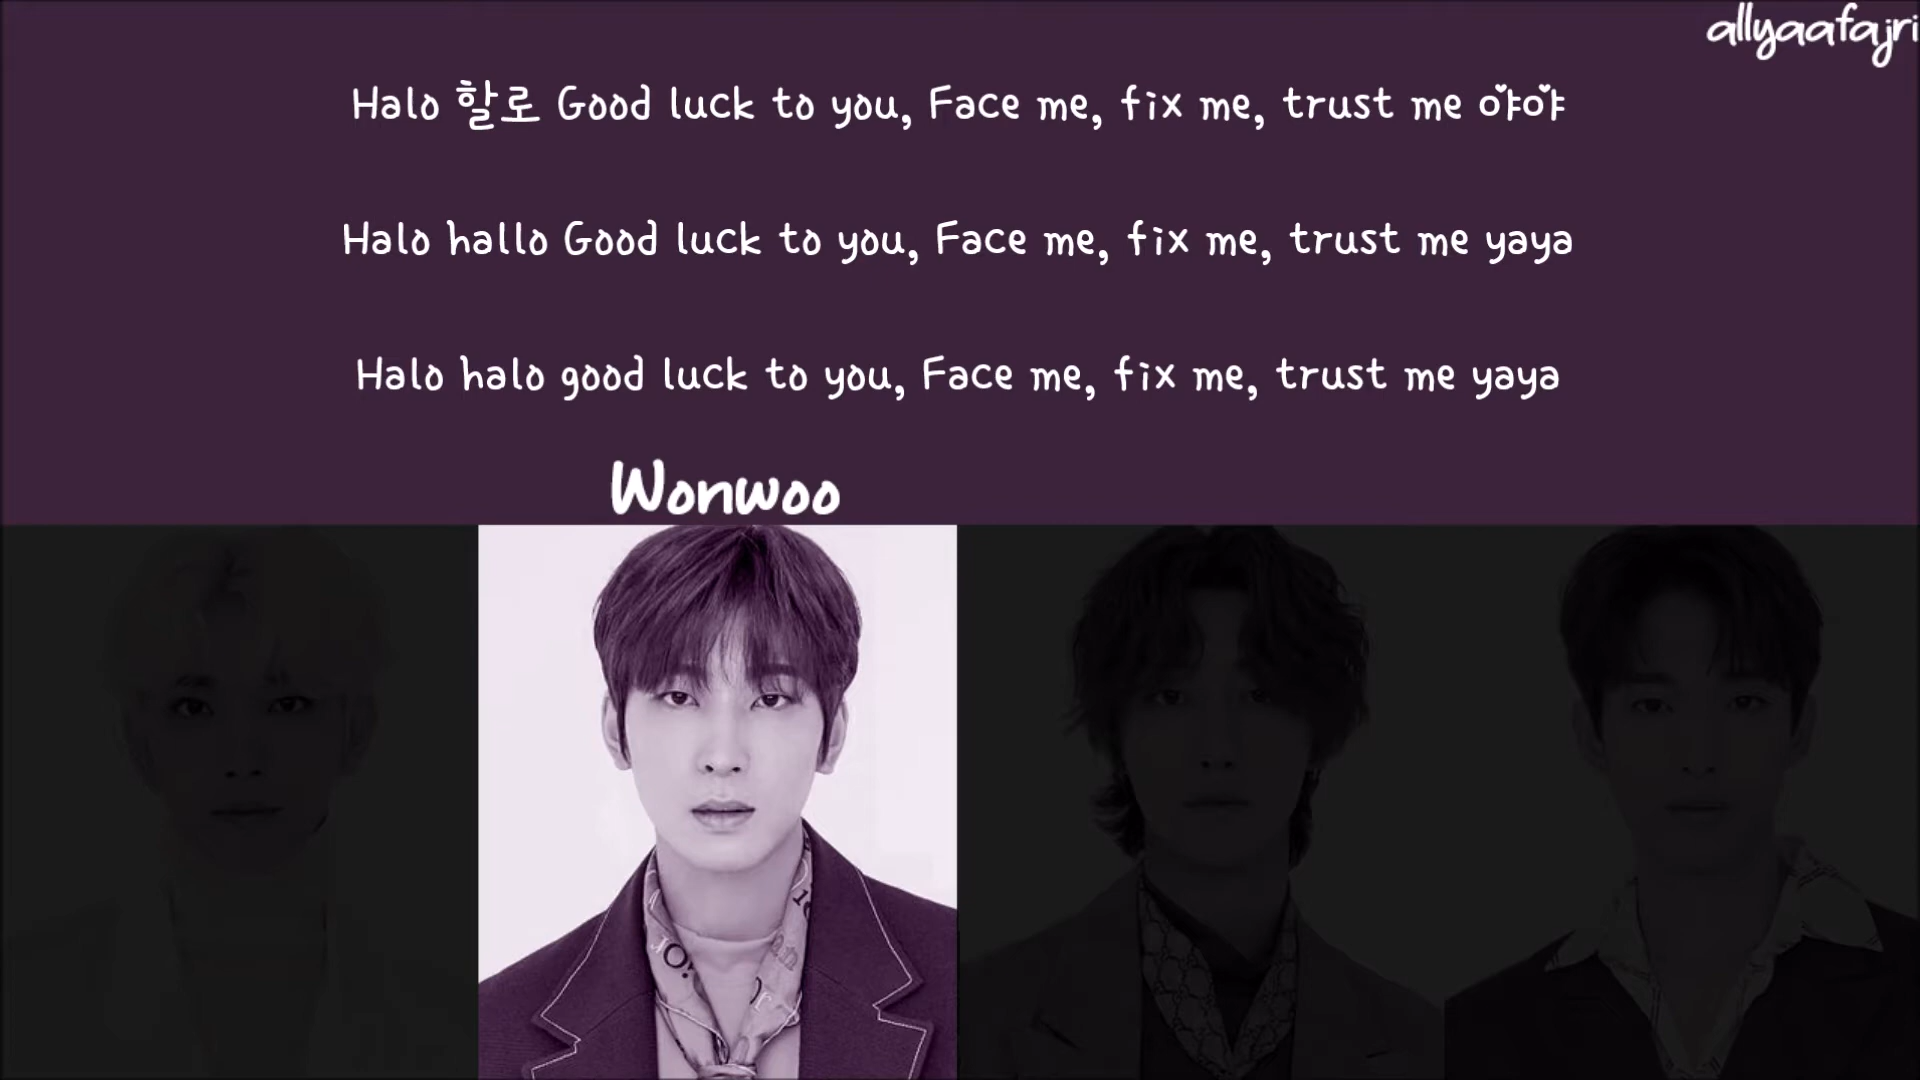 allyaafajri
Halo 할로 Good luck to you, Face me, fix me, trust me 야야
Halo hallo Good luck to you, Face me, fix me, trust me yaya
Halo halo good luck to you, Face me, fix me, trust me yaya
Wonwoo